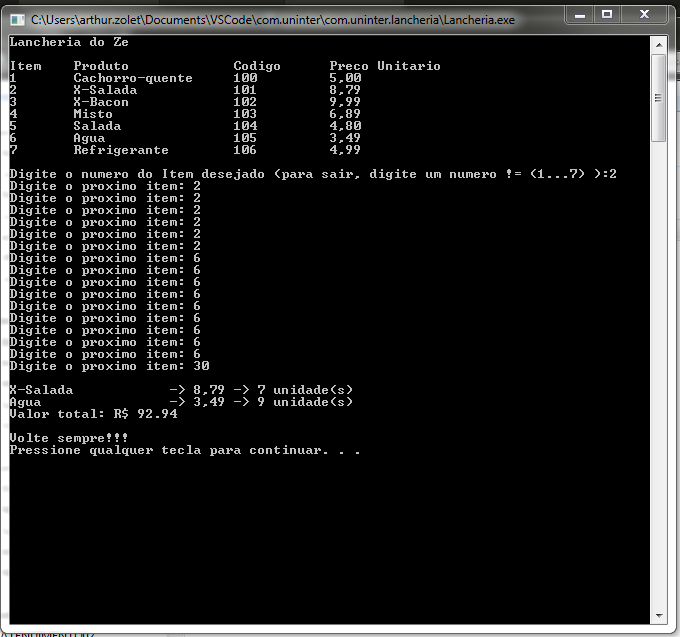 C:\Users\arthur.zolet\Documents\VSCode\com.uninter\com.uninter.lancheria\Lancheria.exe
Lancheria do Ze
Item Produto Codigo Preco Unitario
1 Cachorro-quente 100 5,00
2 X-Salada 101 8,79
3 X-Bacon 102 9,99
4 Misto 103 6,89
5 Salada 104 4,80
6 Agua 105 3,49
7 Refrigerante 106 4,99
Digite o numero do Item desejado (para sair, digite um numero != (1...7) ):2
Digite o proximo item: 2
Digite o proximo item: 2
Digite o proximo item: 2
Digite o proximo item: 2
Digite o proximo item: 2
Digite o proximo item: 2
Digite o proximo item: 6
Digite o proximo item: 6
Digite o proximo item: 6
Digite o proximo item: 6
Digite o proximo item: 6
Digite o proximo item: 6
Digite o proximo item: 6
Digite o proximo item: 6
Digite o proximo item: 6
Digite o proximo item: 30
X-Salada -> 8,79 -> 7 unidade(s)
Agua -> 3,49 -> 9 unidade(s)
Valor total: R$ 92.94
Volte sempre!!!
Pressione qualquer tecla para continuar. . .